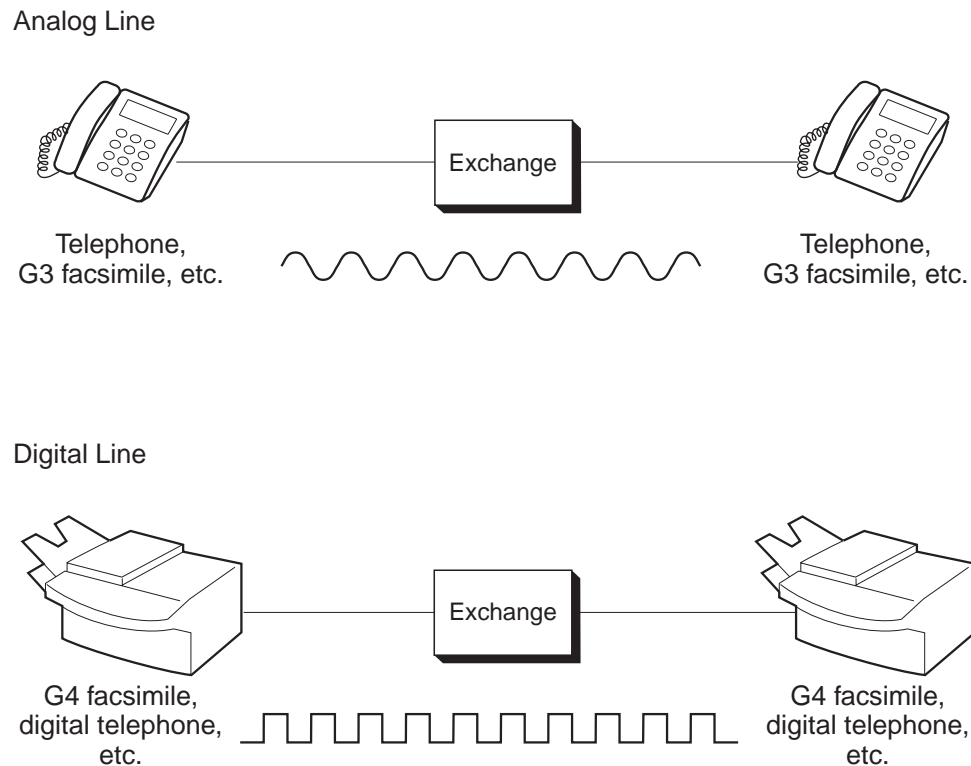 Analog Line
Exchange
Telephone,
G3 facsimile, etc.
Telephone,
G3 facsimile, etc.
Digital Line
Exchange
G4 facsimile,
digital telephone,
etc.
G4 facsimile,
digital telephone,
etc.